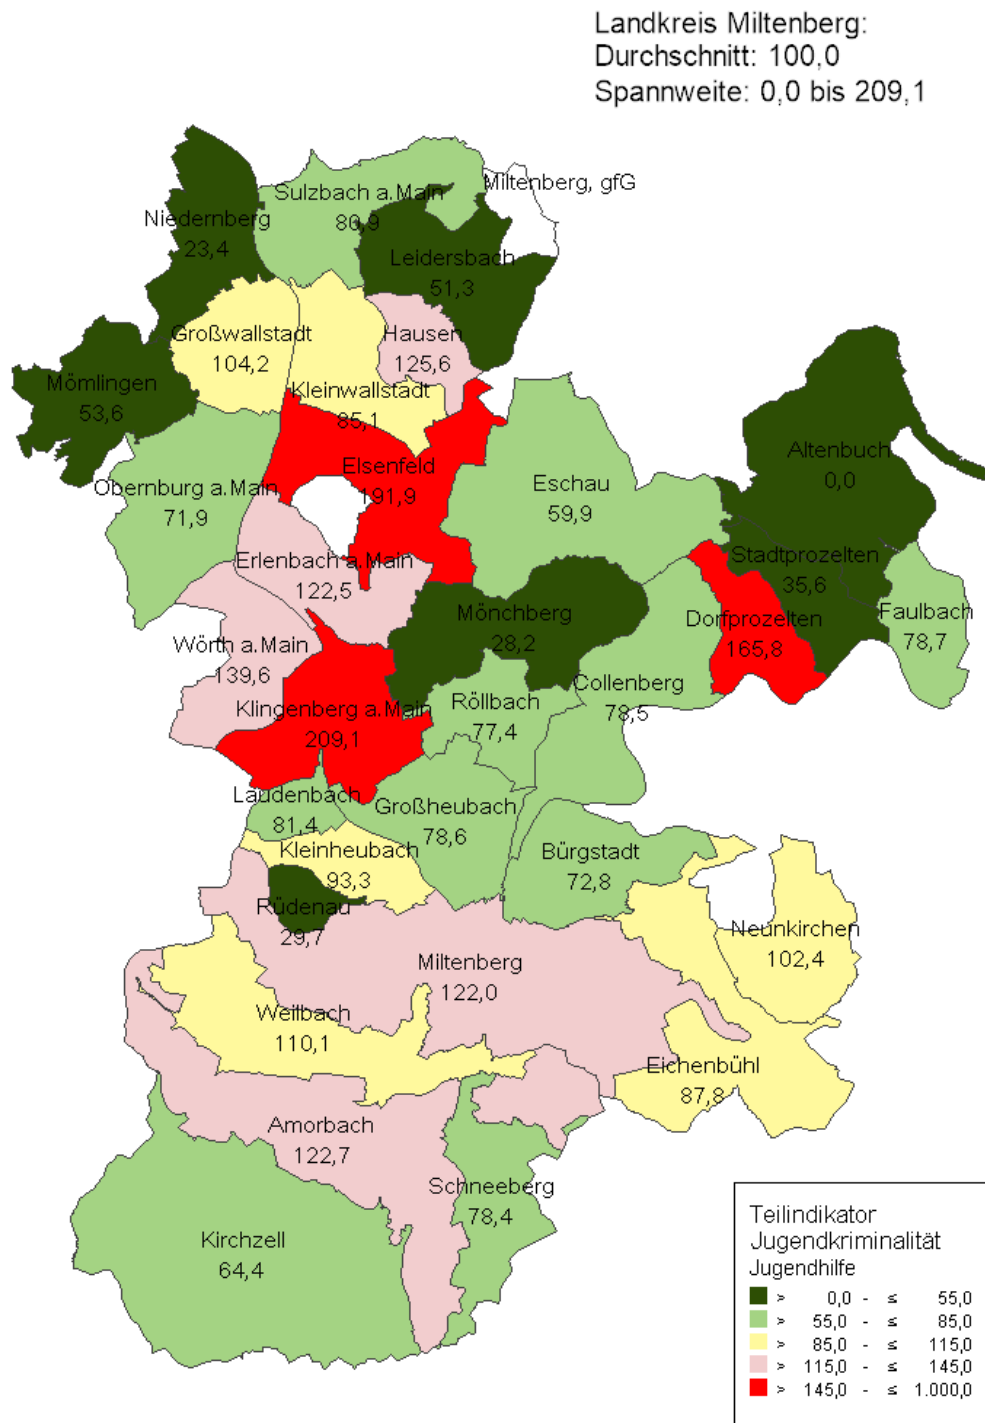 Landkreis Miltenberg:
Durchschnitt: 100,0
Spannweite: 0,0 bis 209,1
Miltenberg, gfG
Sulzbach a.Main
80,9
Niedernberg
23,4
Leidersbach
51,3
Großwallstadt
104,2
Hausen
125,6
Mömlingen
53,6
Kleinwallstadt
85,1
Altenbuch
0,0
Elsenfeld
191,9
Obernburg a.Main
71,9
Eschau
59,9
Stadtprozelten
35,6
Erlenbach a.Main
122,5
Mönchberg
28,2
Dorfprozelten
165,8
Faulbach
78,7
Wörth a.Main
139,6
Collenberg
78,5
Röllbach
77,4
Klingenberg a.Main
209,1
Laudenbach
81,4
Großheubach
78,6
Kleinheubach
93,3
Bürgstadt
72,8
Rüdenau
29,7
Neunkirchen
102,4
Miltenberg
122,0
Weilbach
110,1
Eichenbühl
87,8
Amorbach
122,7
Schneeberg
78,4
Kirchzell
64,4
Teilindikator
Jugendkriminalität
Jugendhilfe
> 0,0 - ≤ 55,0
> 55,0 - ≤ 85,0
> 85,0 - ≤ 115,0
> 115,0 - ≤ 145,0
> 145,0 - ≤ 1.000,0